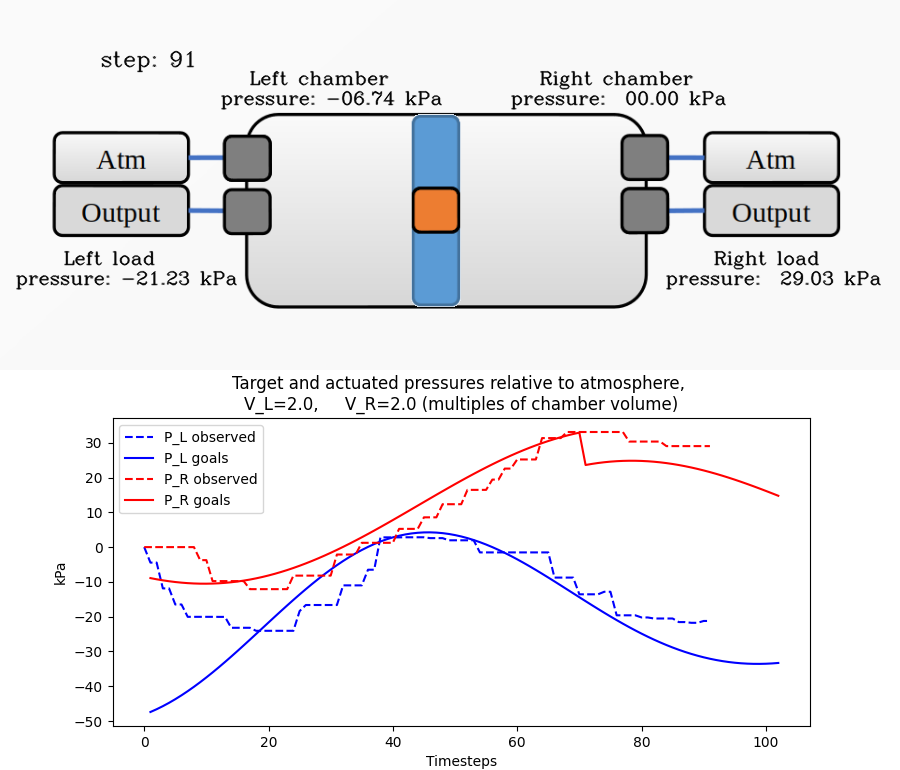 step: 91
Left chamber
pressure: −06.74 kPa
Right chamber
pressure: 00.00 kPa
Atm
Output
Atm
Output
Left load
pressure: −21.23 kPa
Right load
pressure: 29.03 kPa
Target and actuated pressures relative to atmosphere,
V_L=2.0, V_R=2.0 (multiples of chamber volume)
P_L observed
P_L goals
P_R observed
P_R goals
kPa
30
20
10
0
−10
−20
−30
−40
−50
0 20 40 60 80 100
Timesteps